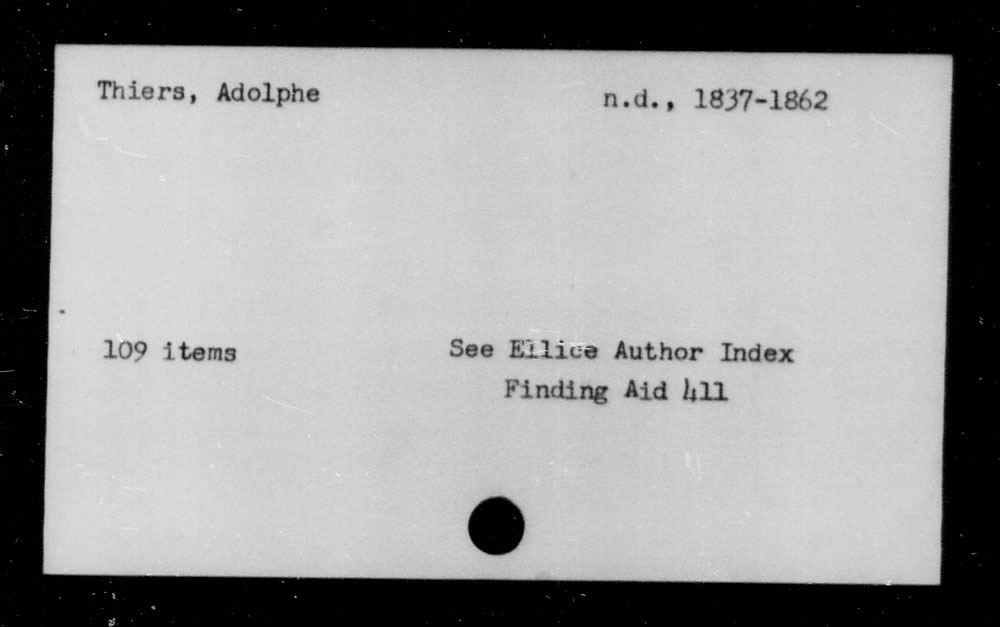 Thiers, Adolphe
n.d., 1837-1862
109 items
See Ellice Author Index
Finding Aid 411